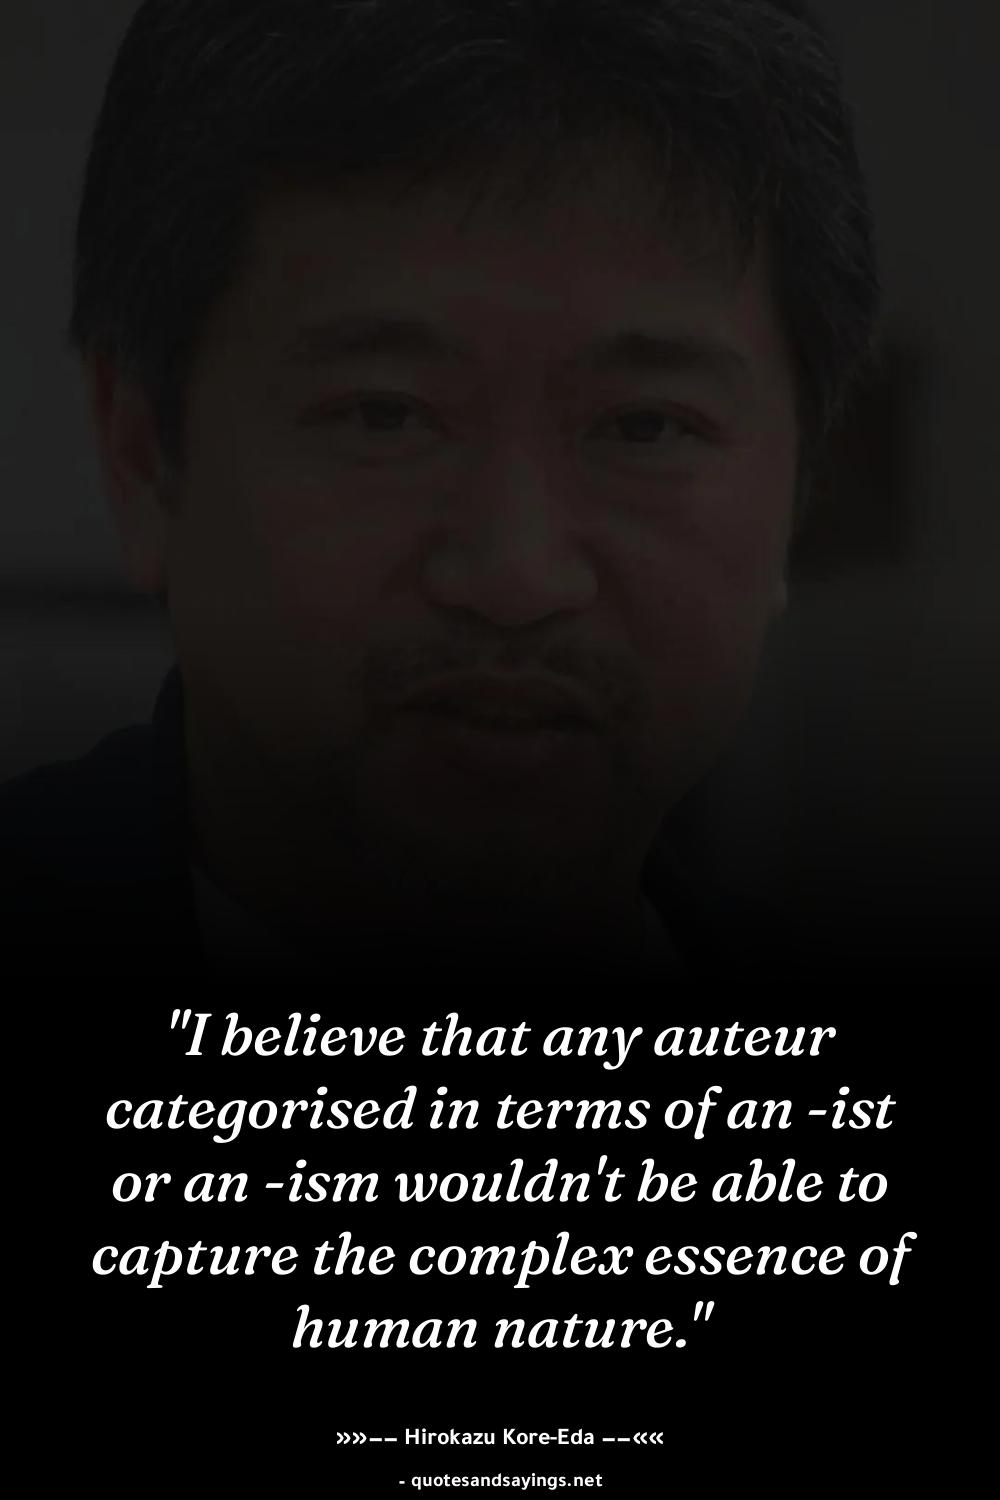 "I believe that any auteur
categorised in terms of an -ist
or an -ism wouldn't be able to
capture the complex essence of
human nature."
»»–– Hirokazu Kore-Eda ––««
- quotesandsayings.net